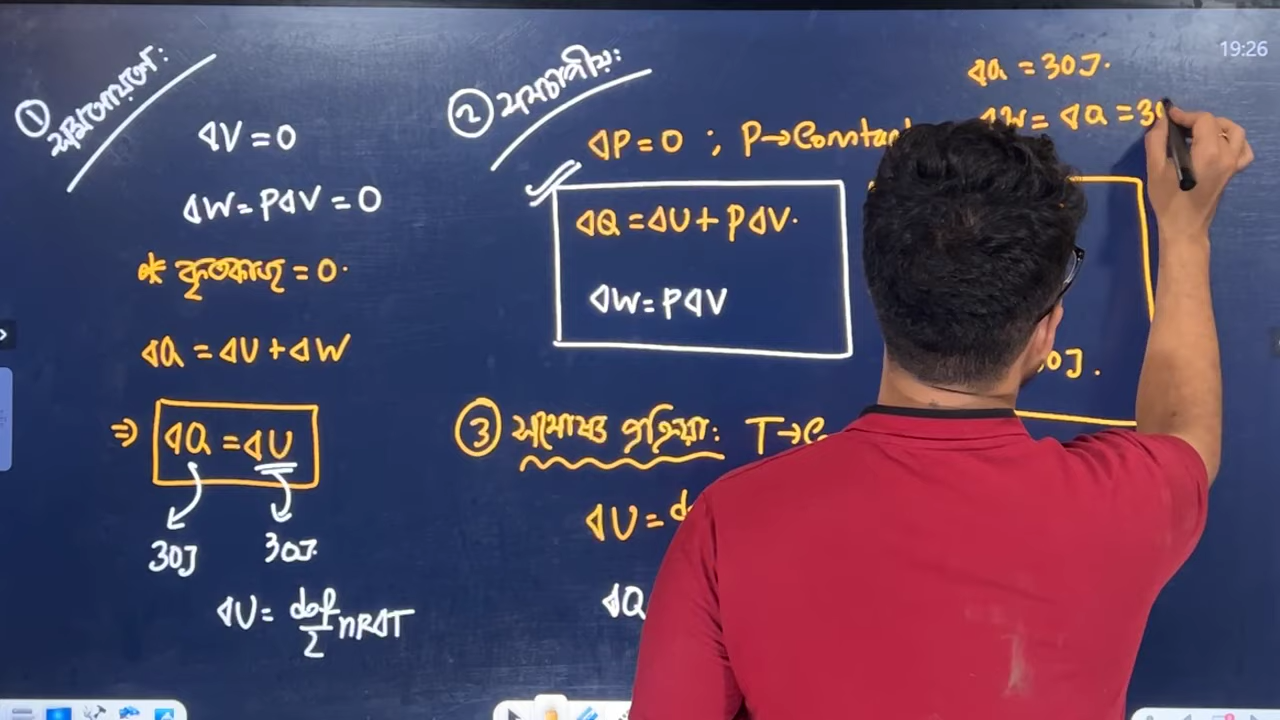 19:26
① সমআয়তন:
ΔV = 0
ΔW = PΔV = 0
* কৃতকাজ = 0.
ΔQ = ΔU + ΔW
⇒ ΔQ = ΔU
30J 30J.
ΔU = dof/2 nRΔT
② সমচাপীয়:
ΔP = 0 ; P → Constan
ΔQ = ΔU + PΔV.
ΔW = PΔV
ΔQ = 30J.
ΔW = ΔQ = 3
0J.
③ সমোষ্ণ প্রক্রিয়া: T → C
ΔU = d
ΔQ